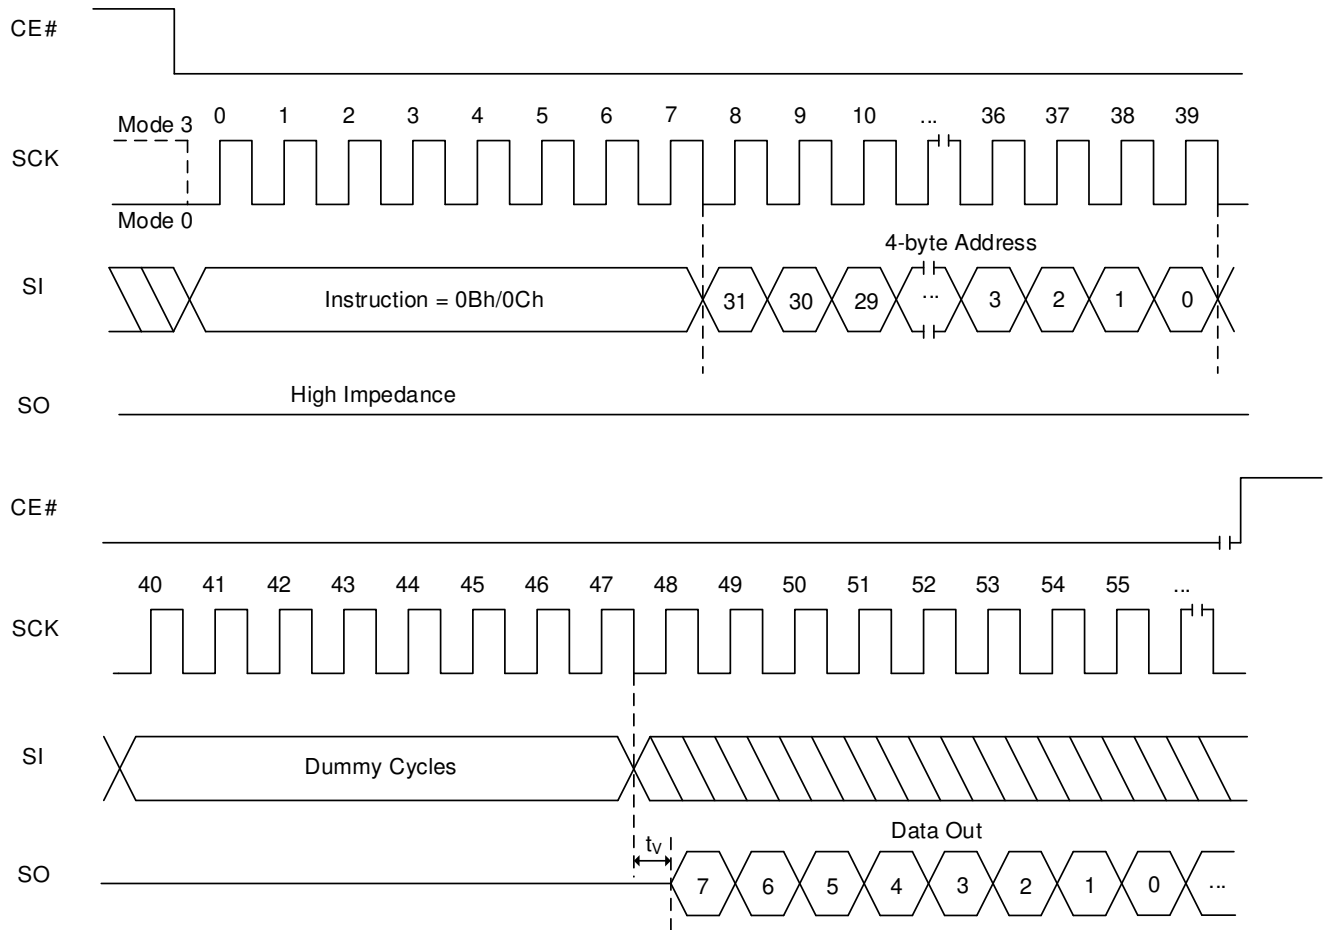 CE#
Mode 3 0 1 2 3 4 5 6 7 8 9 10 ... 36 37 38 39
SCK
Mode 0
4-byte Address
SI Instruction = 0Bh/0Ch 31 30 29 ... 3 2 1 0
High Impedance
SO
CE#
40 41 42 43 44 45 46 47 48 49 50 51 52 53 54 55 ...
SCK
SI Dummy Cycles
Data Out
tV
SO 7 6 5 4 3 2 1 0 ...